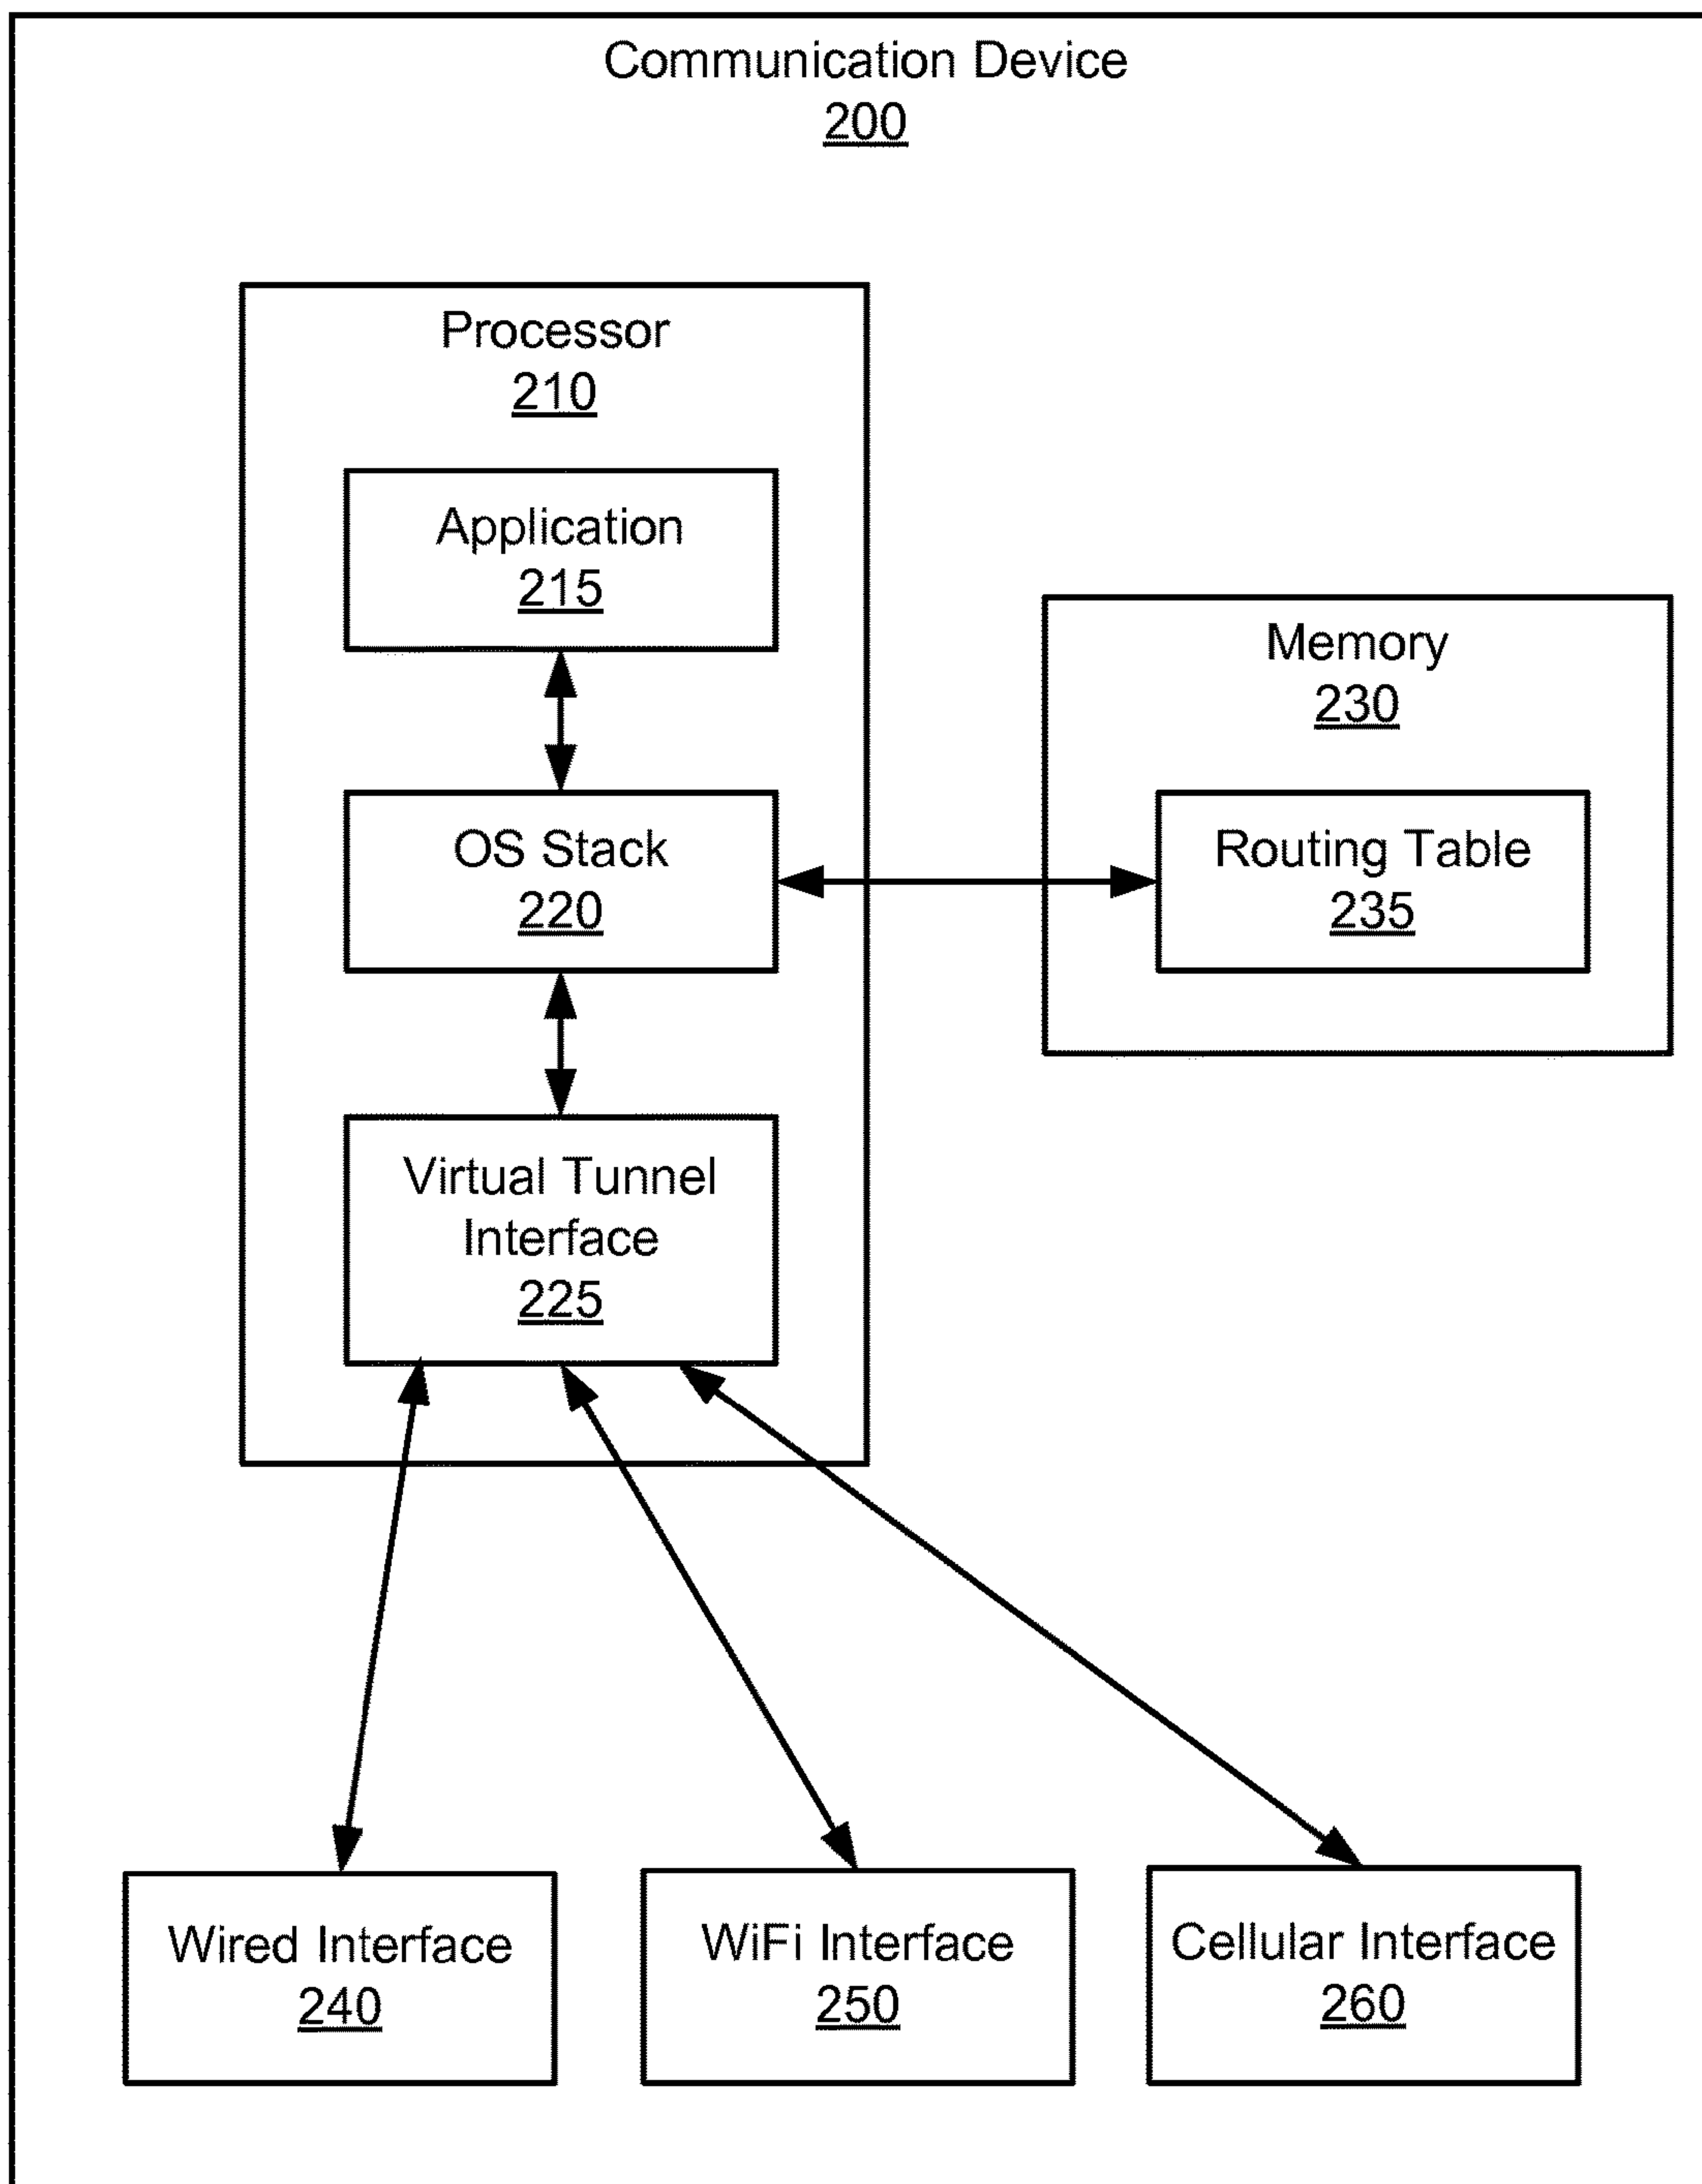 Communication Device
200
Processor
210
Application
215
Memory
230
OS Stack
220
Routing Table
235
Virtual Tunnel
Interface
225
Wired Interface
240
WiFi Interface
250
Cellular Interface
260